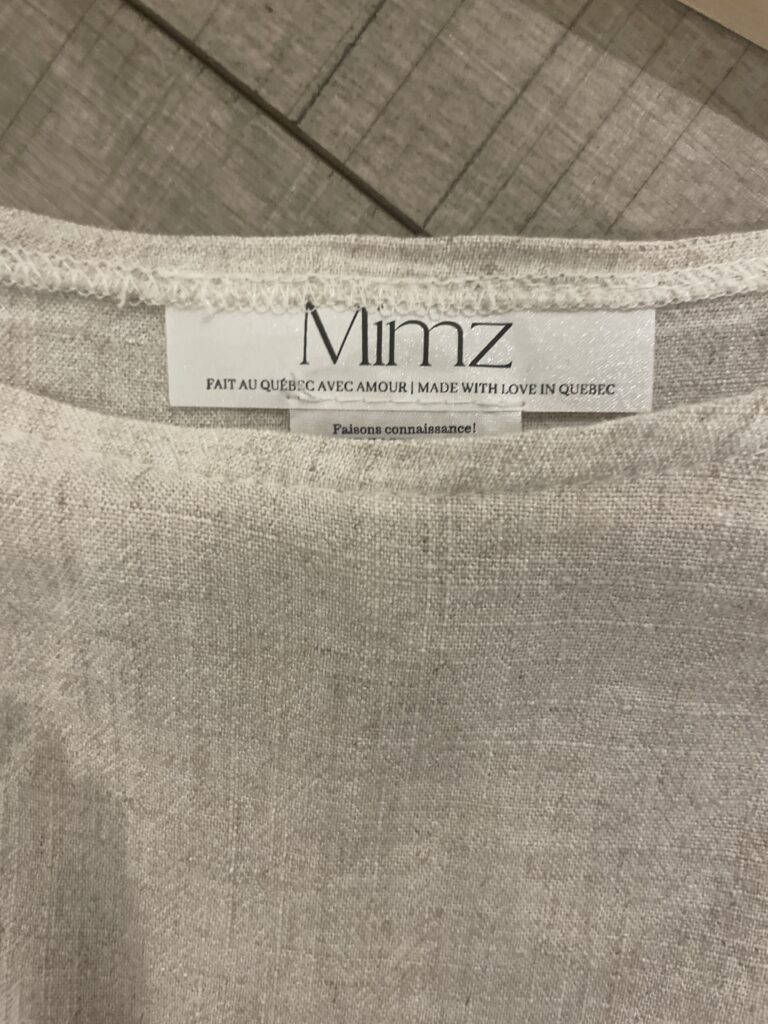 Mimz
FAIT AU QUÉBEC AVEC AMOUR | MADE WITH LOVE IN QUEBEC
Faisons connaissance!